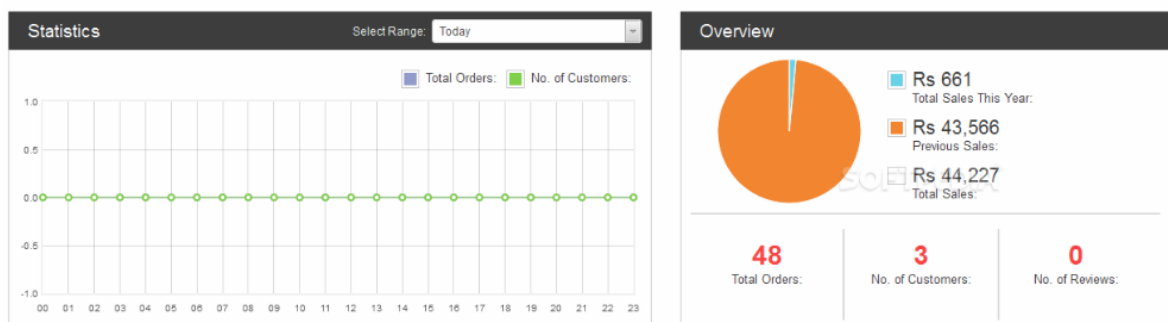 Statistics
Select Range: Today
Total Orders: No. of Customers:
1.0
0.5
0.0
-0.5
-1.0
00 01 02 03 04 05 06 07 08 09 10 11 12 13 14 15 16 17 18 19 20 21 22 23
Overview
Rs 661
Total Sales This Year:
Rs 43,566
Previous Sales:
Rs 44,227
Total Sales:
48
Total Orders:
3
No. of Customers:
0
No. of Reviews: